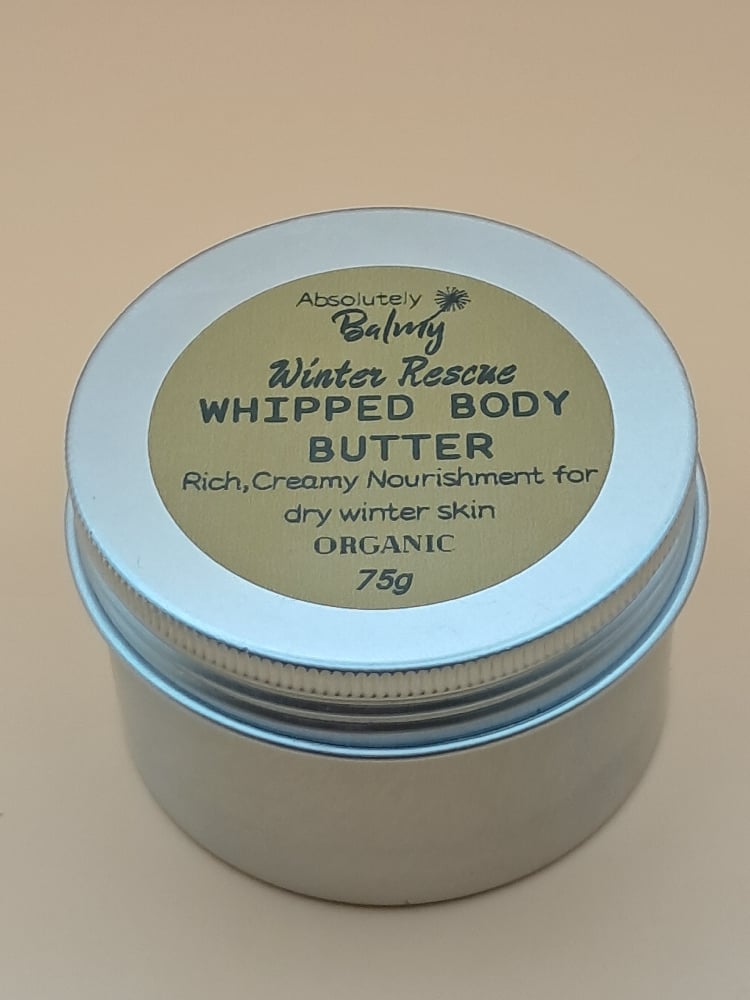 Absolutely
Balmy
Winter Rescue
WHIPPED BODY
BUTTER
Rich, Creamy Nourishment for
dry winter skin
ORGANIC
75g